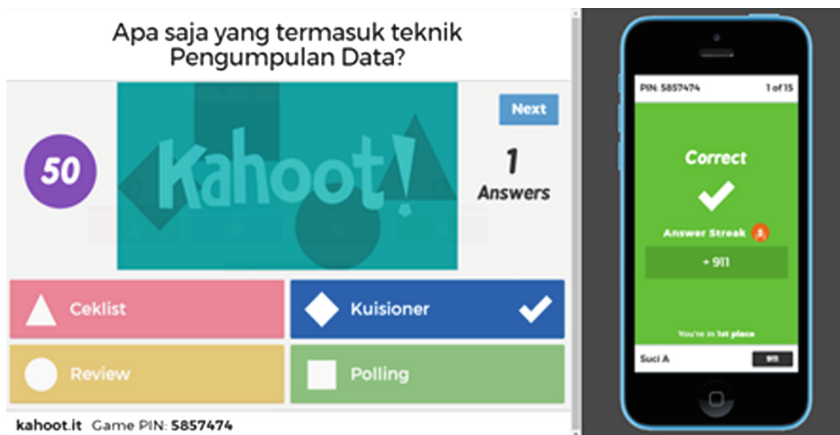 Apa saja yang termasuk teknik
Pengumpulan Data?
50
Kahoot!
Next
1
Answers
Ceklist
Kuisioner
Review
Polling
kahoot.it Game PIN: 5857474
PIN: 5857474 1 of 15
Correct
Answer Streak
+ 911
You're in 1st place
Suci A 911